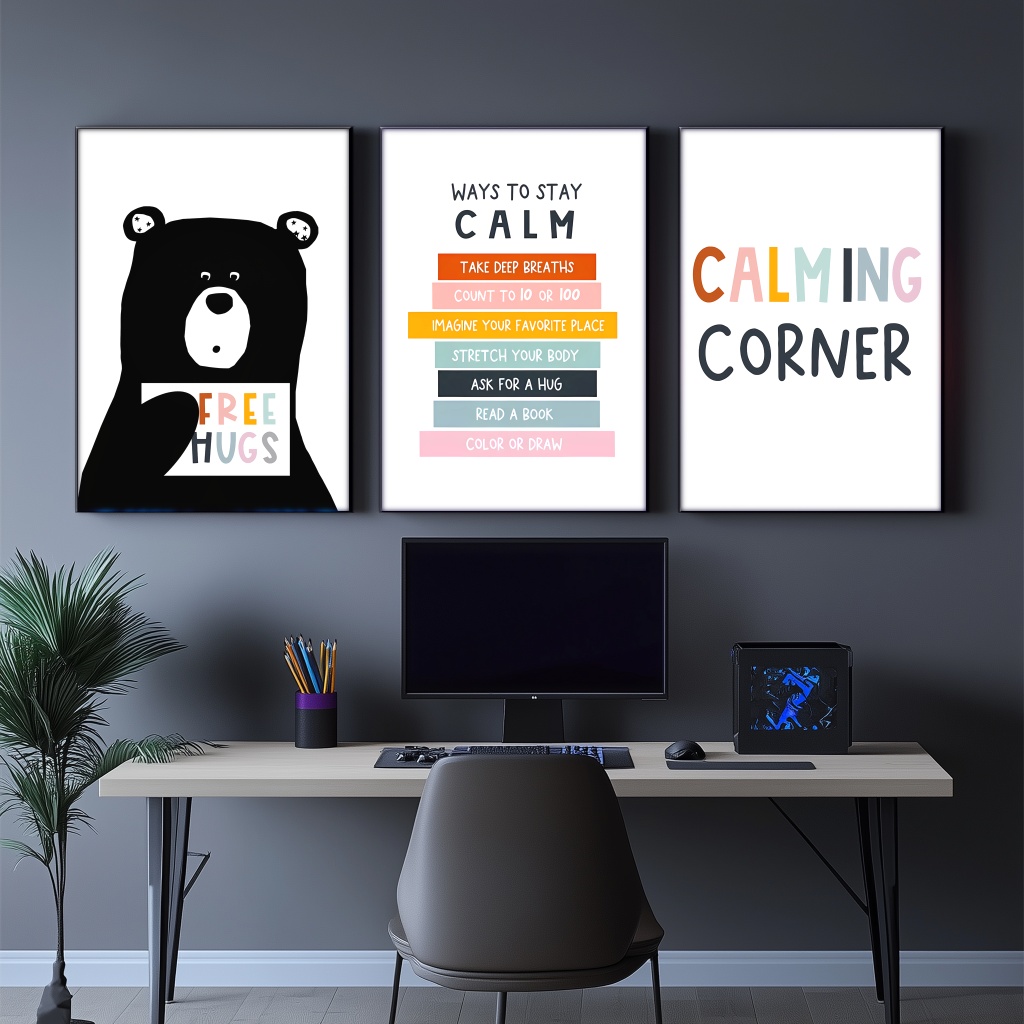 FREE
HUGS
WAYS TO STAY
CALM
TAKE DEEP BREATHS
COUNT TO 10 OR 100
IMAGINE YOUR FAVORITE PLACE
STRETCH YOUR BODY
ASK FOR A HUG
READ A BOOK
COLOR OR DRAW
CALMING
CORNER